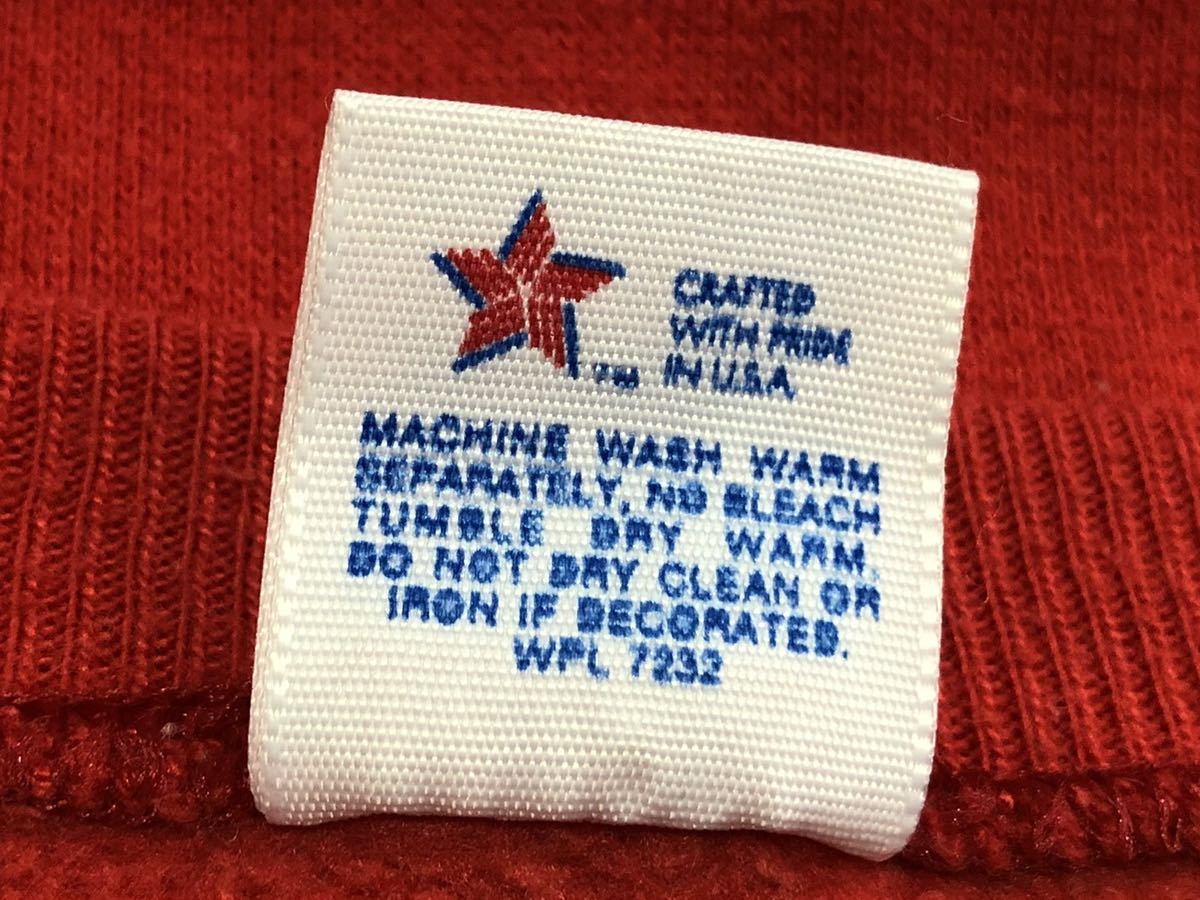 CRAFTED
WITH PRIDE
IN U.S.A.
TM
MACHINE WASH WARM
SEPARATELY, NO BLEACH
TUMBLE DRY WARM.
DO NOT DRY CLEAN OR
IRON IF DECORATED.
WPL 7232